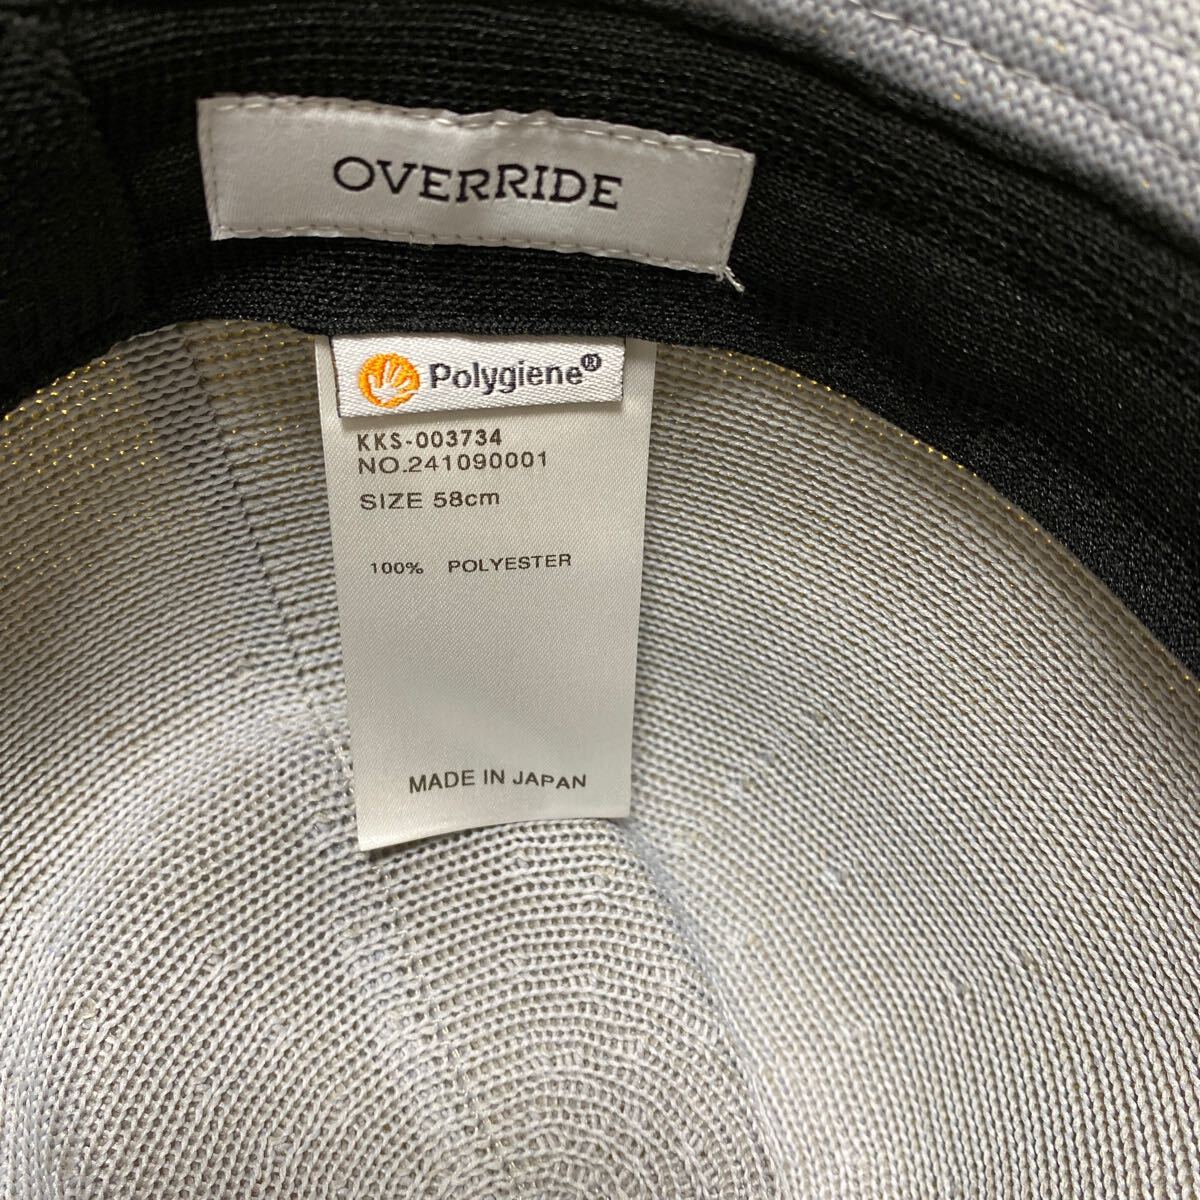 OVERRIDE
Polygiene®
KKS-003734
NO.241090001
SIZE 58cm
100% POLYESTER
MADE IN JAPAN